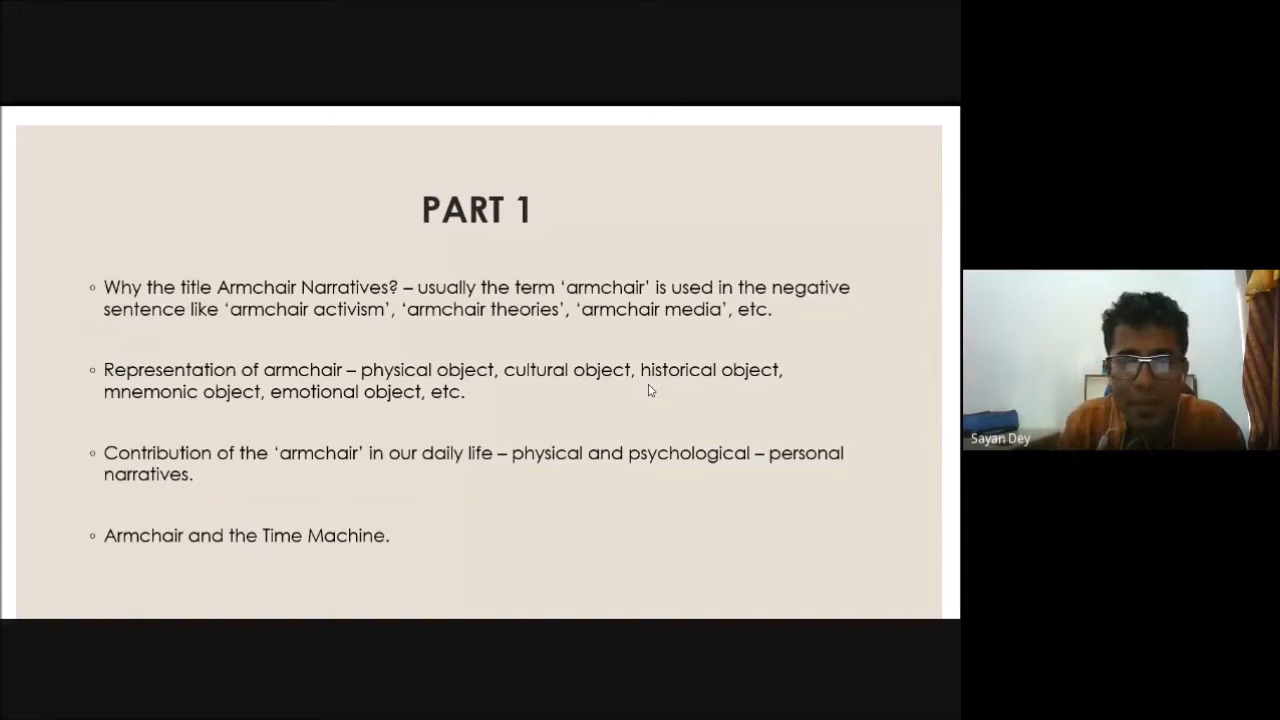 PART 1
◦ Why the title Armchair Narratives? – usually the term ‘armchair’ is used in the negative
sentence like ‘armchair activism’, ‘armchair theories’, ‘armchair media’, etc.
◦ Representation of armchair – physical object, cultural object, historical object,
mnemonic object, emotional object, etc.
◦ Contribution of the ‘armchair’ in our daily life – physical and psychological – personal
narratives.
◦ Armchair and the Time Machine.
Sayan Dey